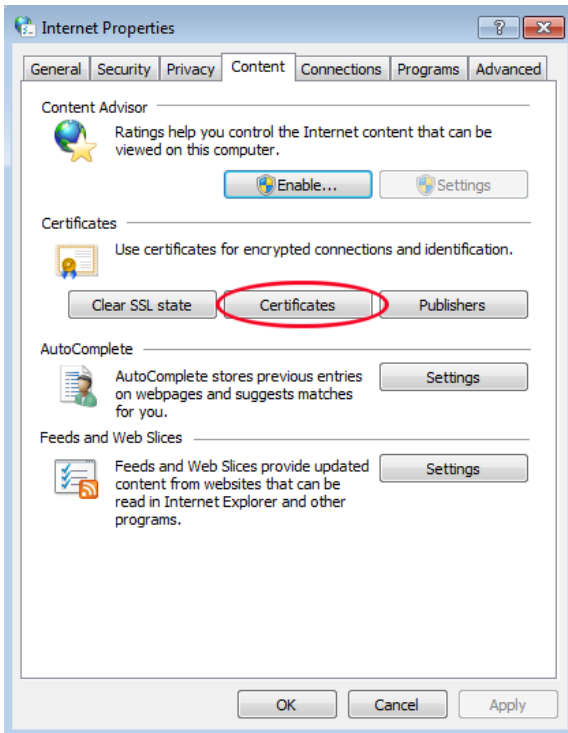 Internet Properties
General Security Privacy Content Connections Programs Advanced
Content Advisor
Ratings help you control the Internet content that can be
viewed on this computer.
Enable... Settings
Certificates
Use certificates for encrypted connections and identification.
Clear SSL state Certificates Publishers
AutoComplete
AutoComplete stores previous entries
on webpages and suggests matches
for you.
Settings
Feeds and Web Slices
Feeds and Web Slices provide updated
content from websites that can be
read in Internet Explorer and other
programs.
Settings
OK Cancel Apply